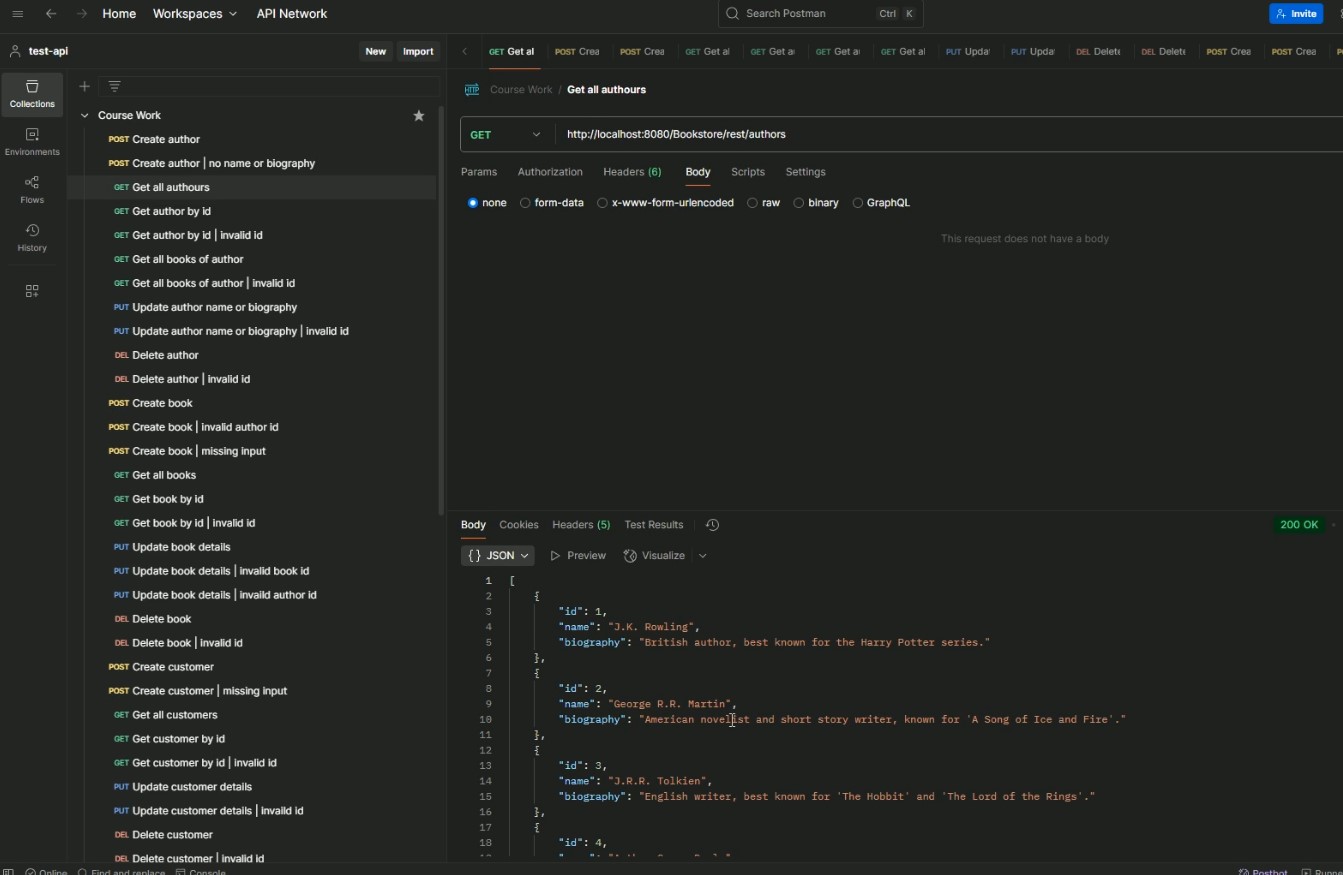 Home Workspaces API Network Search Postman Ctrl K Invite
test-api New Import
GET Get al POST Crea POST Crea GET Get al GET Get a GET Get a GET Get al PUT Upda PUT Upda DEL Delete DEL Delete POST Crea POST Crea
Collections
Environments
Flows
History
Course Work
POST Create author
POST Create author | no name or biography
GET Get all authours
GET Get author by id
GET Get author by id | invalid id
GET Get all books of author
GET Get all books of author | invalid id
PUT Update author name or biography
PUT Update author name or biography | invalid id
DEL Delete author
DEL Delete author | invalid id
POST Create book
POST Create book | invalid author id
POST Create book | missing input
GET Get all books
GET Get book by id
GET Get book by id | invalid id
PUT Update book details
PUT Update book details | invalid book id
PUT Update book details | invaild author id
DEL Delete book
DEL Delete book | invalid id
POST Create customer
POST Create customer | missing input
GET Get all customers
GET Get customer by id
GET Get customer by id | invalid id
PUT Update customer details
PUT Update customer details | invaild id
DEL Delete customer
DEL Delete customer | invalid id
HTTP Course Work / Get all authours
GET http://localhost:8080/Bookstore/rest/authors
Params Authorization Headers (6) Body Scripts Settings
none form-data x-www-form-urlencoded raw binary GraphQL
This request does not have a body
Body Cookies Headers (5) Test Results 200 OK
{ } JSON Preview Visualize
1 [
2 {
3 "id": 1,
4 "name": "J.K. Rowling",
5 "biography": "British author, best known for the Harry Potter series."
6 },
7 {
8 "id": 2,
9 "name": "George R.R. Martin",
10 "biography": "American novelist and short story writer, known for 'A Song of Ice and Fire'."
11 },
12 {
13 "id": 3,
14 "name": "J.R.R. Tolkien",
15 "biography": "English writer, best known for 'The Hobbit' and 'The Lord of the Rings'."
16 },
17 {
18 "id": 4,
Online Find and replace Console Postbot Runne